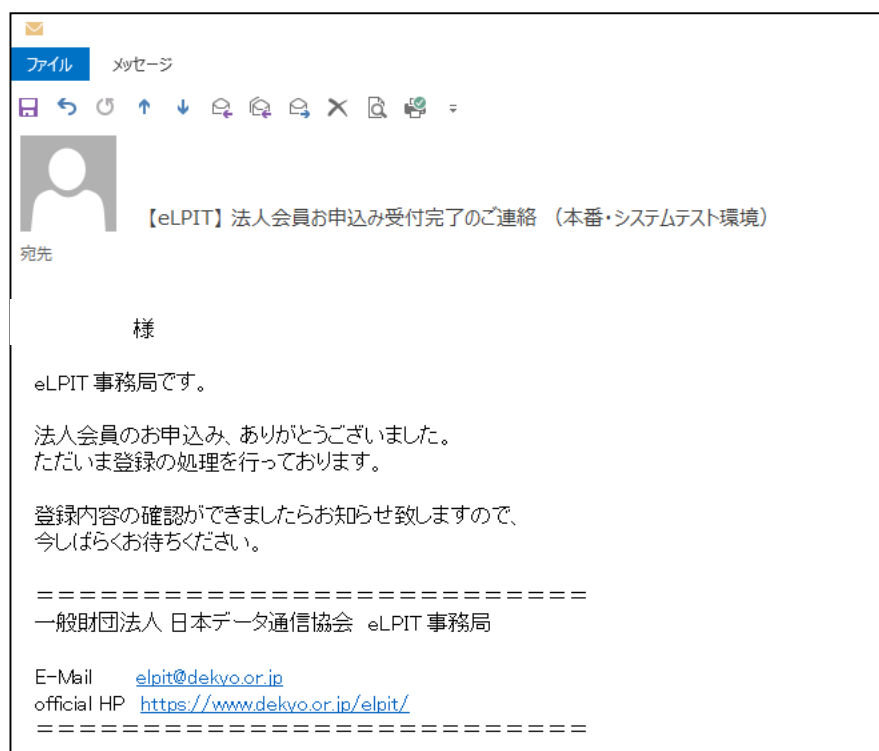 ファイル メッセージ
【eLPIT】法人会員お申込み受付完了のご連絡 （本番・システムテスト環境）
宛先
様
eLPIT 事務局です。
法人会員のお申込み、ありがとうございました。
ただいま登録の処理を行っております。
登録内容の確認ができましたらお知らせ致しますので、
今しばらくお待ちください。
＝＝＝＝＝＝＝＝＝＝＝＝＝＝＝＝＝＝＝＝＝＝＝＝＝＝
一般財団法人 日本データ通信協会 eLPIT 事務局
E-Mail elpit@dekyo.or.jp
official HP https://www.dekyo.or.jp/elpit/
＝＝＝＝＝＝＝＝＝＝＝＝＝＝＝＝＝＝＝＝＝＝＝＝＝＝